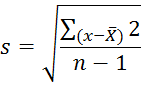 s = √(∑(x−X̄) 2 / (n − 1))